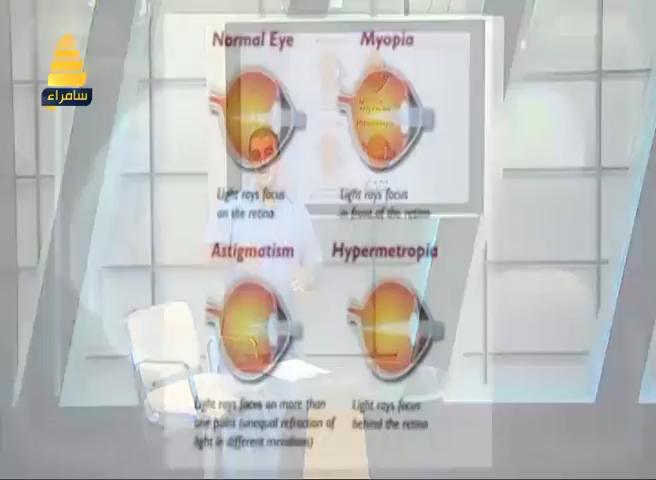 سامراء
Normal Eye
Myopia
Light rays focus
on the retina
Light rays focus
in front of the retina
Astigmatism
Hypermetropia
Light rays focus on more than
one point (unequal refraction of
light in different meridians)
Light rays focus
behind the retina